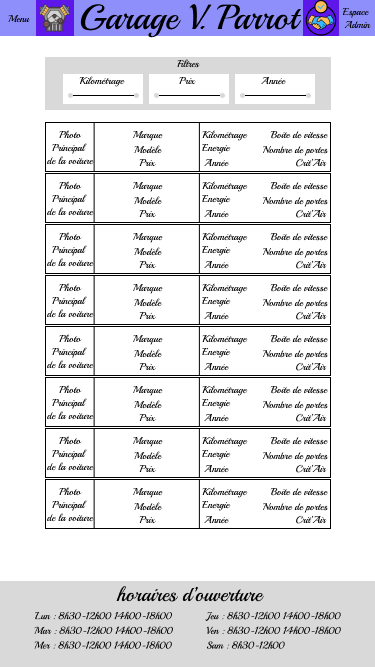 Menu
Garage V. Parrot
Espace
Admin
Filtres
Kilométrage
Prix
Année
Photo
Principal
de la voiture
Marque
Modèle
Prix
Kilométrage
Energie
Année
Boite de vitesse
Nombre de portes
Crit'Air
Photo
Principal
de la voiture
Marque
Modèle
Prix
Kilométrage
Energie
Année
Boite de vitesse
Nombre de portes
Crit'Air
Photo
Principal
de la voiture
Marque
Modèle
Prix
Kilométrage
Energie
Année
Boite de vitesse
Nombre de portes
Crit'Air
Photo
Principal
de la voiture
Marque
Modèle
Prix
Kilométrage
Energie
Année
Boite de vitesse
Nombre de portes
Crit'Air
Photo
Principal
de la voiture
Marque
Modèle
Prix
Kilométrage
Energie
Année
Boite de vitesse
Nombre de portes
Crit'Air
Photo
Principal
de la voiture
Marque
Modèle
Prix
Kilométrage
Energie
Année
Boite de vitesse
Nombre de portes
Crit'Air
Photo
Principal
de la voiture
Marque
Modèle
Prix
Kilométrage
Energie
Année
Boite de vitesse
Nombre de portes
Crit'Air
Photo
Principal
de la voiture
Marque
Modèle
Prix
Kilométrage
Energie
Année
Boite de vitesse
Nombre de portes
Crit'Air
horaires d'ouverture
Lun : 8h30-12h00 14h00-18h00
Mar : 8h30-12h00 14h00-18h00
Mer : 8h30-12h00 14h00-18h00
Jeu : 8h30-12h00 14h00-18h00
Ven : 8h30-12h00 14h00-18h00
Sam : 8h30-12h00